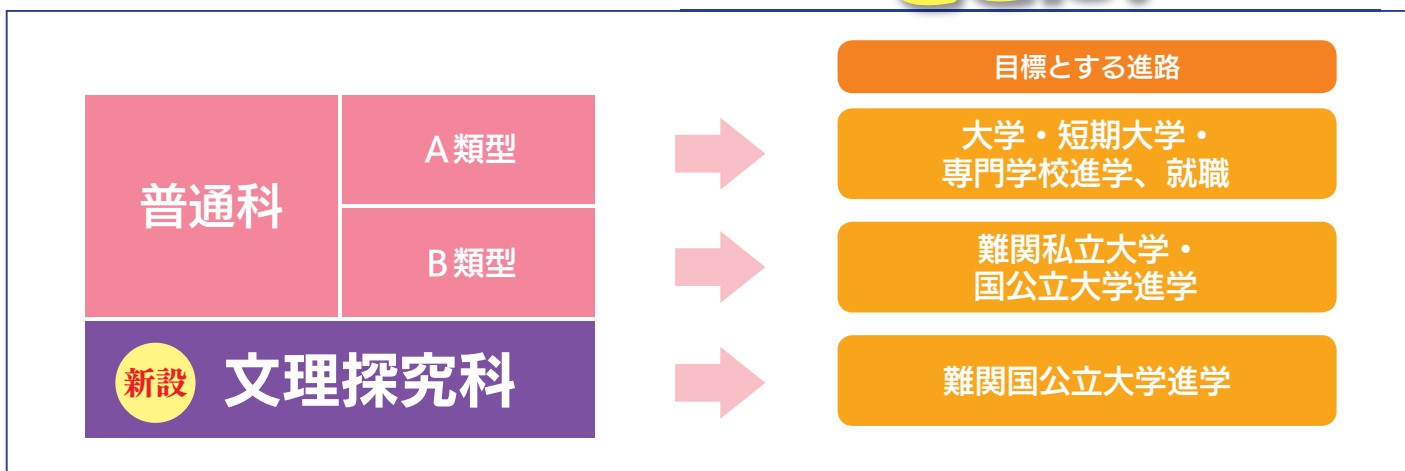 目標とする進路
普通科
A類型
大学・短期大学・
専門学校進学、就職
B類型
難関私立大学・
国公立大学進学
新設
文理探究科
難関国公立大学進学